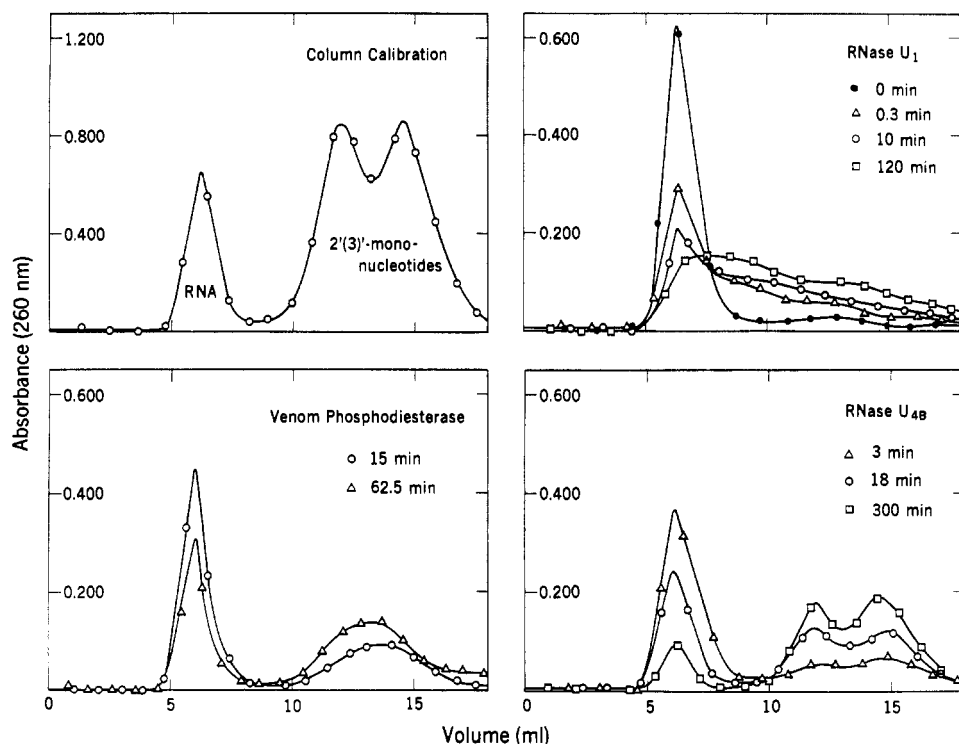 Absorbance (260 nm)
1.200
0.800
0.400
Column Calibration
RNA
2'(3)'-mono-
nucleotides
0.600
0.400
0.200
RNase U1
0 min
0.3 min
10 min
120 min
0.600
0.400
0.200
0
5
10
15
Venom Phosphodiesterase
15 min
62.5 min
0.600
0.400
0.200
0
5
10
15
RNase U4B
3 min
18 min
300 min
Volume (ml)